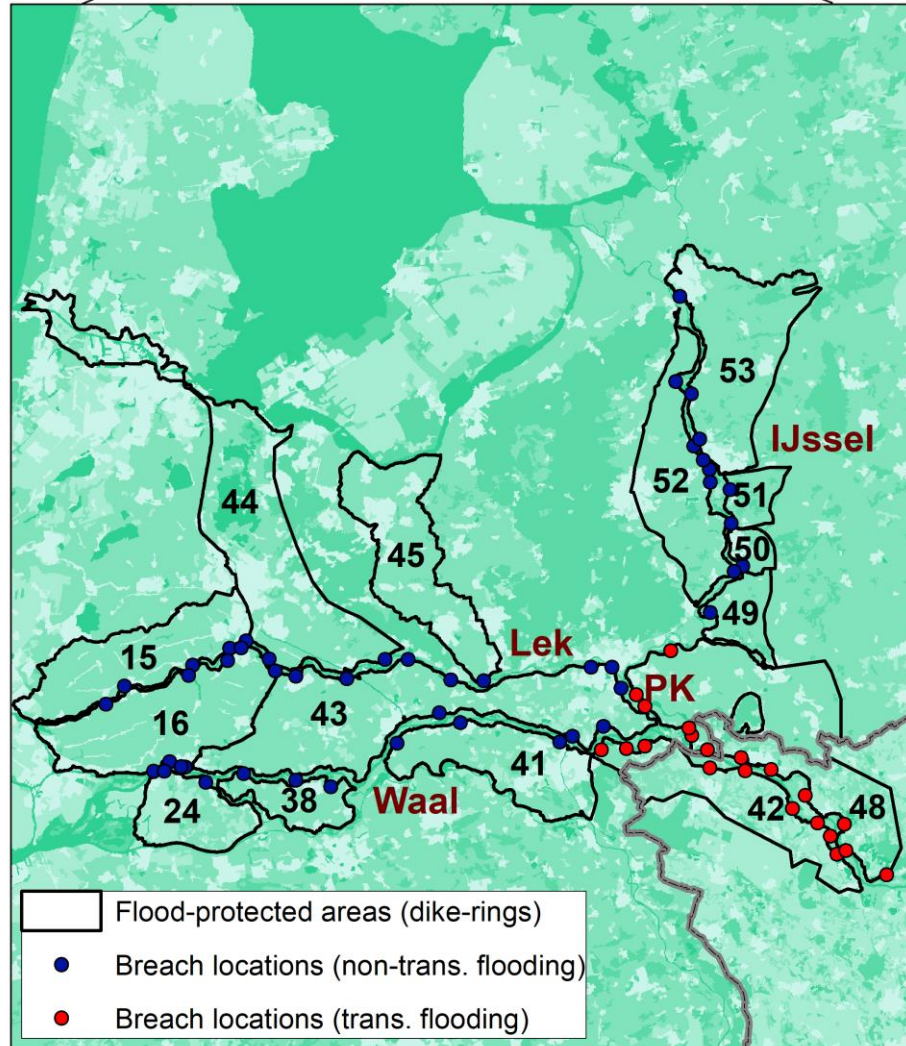 53
IJssel
52
51
44
50
45
49
15
Lek
PK
16
43
41
42
48
24
38
Waal
Flood-protected areas (dike-rings)
Breach locations (non-trans. flooding)
Breach locations (trans. flooding)